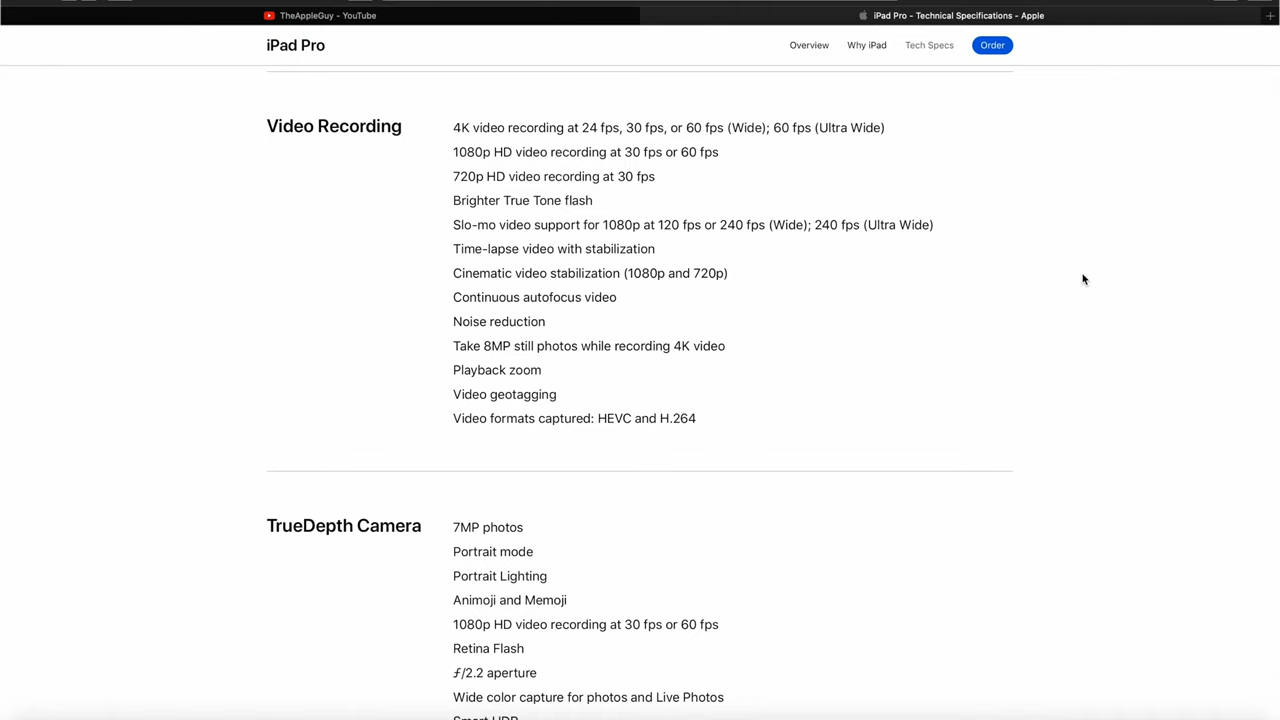 TheAppleGuy - YouTube
iPad Pro - Technical Specifications - Apple
iPad Pro
Overview
Why iPad
Tech Specs
Order
Video Recording
4K video recording at 24 fps, 30 fps, or 60 fps (Wide); 60 fps (Ultra Wide)
1080p HD video recording at 30 fps or 60 fps
720p HD video recording at 30 fps
Brighter True Tone flash
Slo-mo video support for 1080p at 120 fps or 240 fps (Wide); 240 fps (Ultra Wide)
Time-lapse video with stabilization
Cinematic video stabilization (1080p and 720p)
Continuous autofocus video
Noise reduction
Take 8MP still photos while recording 4K video
Playback zoom
Video geotagging
Video formats captured: HEVC and H.264
TrueDepth Camera
7MP photos
Portrait mode
Portrait Lighting
Animoji and Memoji
1080p HD video recording at 30 fps or 60 fps
Retina Flash
ƒ/2.2 aperture
Wide color capture for photos and Live Photos
Smart HDR